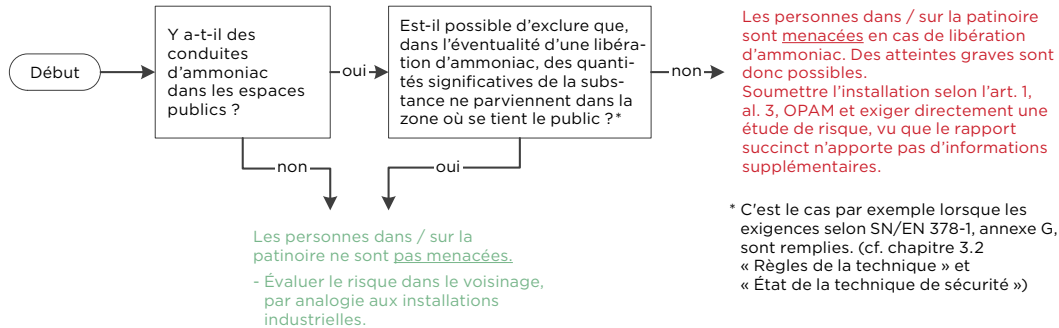 Début
Y a-t-il des
conduites
d'ammoniac
dans les espaces
publics ?
oui
Est-il possible d'exclure que,
dans l'éventualité d'une libéra-
tion d'ammoniac, des quanti-
tés significatives de la subs-
tance ne parviennent dans la
zone où se tient le public ?*
non
Les personnes dans / sur la patinoire
sont menacées en cas de libération
d'ammoniac. Des atteintes graves sont
donc possibles.
Soumettre l'installation selon l'art. 1,
al. 3, OPAM et exiger directement une
étude de risque, vu que le rapport
succinct n'apporte pas d'informations
supplémentaires.
non
oui
Les personnes dans / sur la
patinoire ne sont pas menacées.
- Évaluer le risque dans le voisinage,
par analogie aux installations
industrielles.
* C'est le cas par exemple lorsque les
exigences selon SN/EN 378-1, annexe G,
sont remplies. (cf. chapitre 3.2
« Règles de la technique » et
« État de la technique de sécurité »)